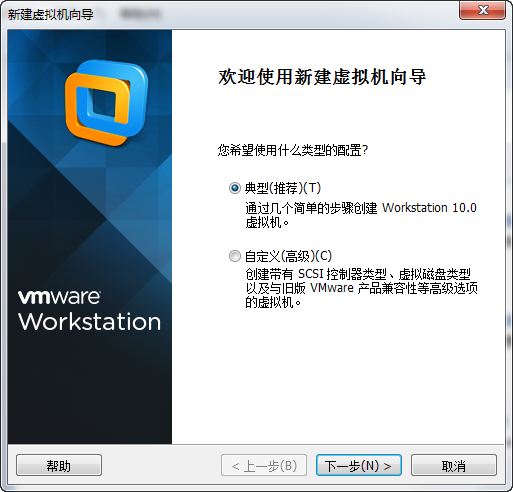 新建虚拟机向导
欢迎使用新建虚拟机向导
您希望使用什么类型的配置?
典型(推荐)(T)
通过几个简单的步骤创建 Workstation 10.0
虚拟机。
自定义(高级)(C)
创建带有 SCSI 控制器类型、虚拟磁盘类型
以及与旧版 VMware 产品兼容性等高级选项
的虚拟机。
vmware
Workstation
帮助
< 上一步(B)
下一步(N) >
取消